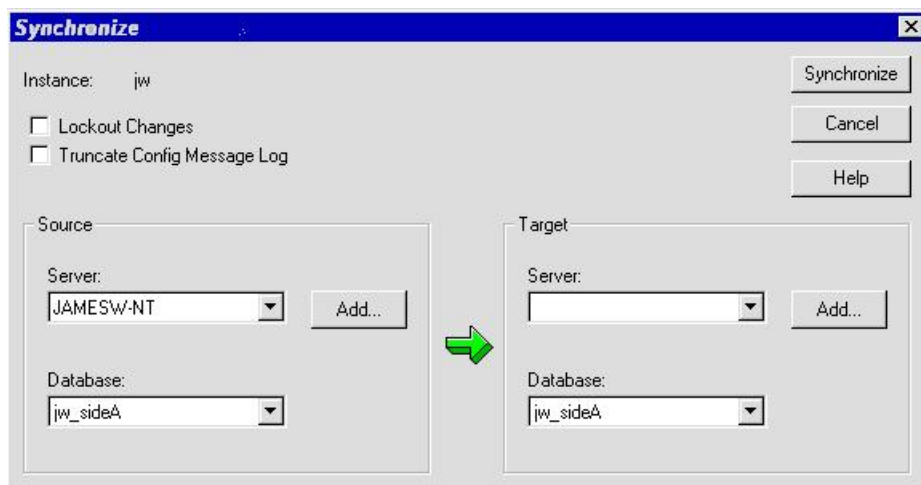 Synchronize
Instance: jw
Synchronize
Lockout Changes
Cancel
Truncate Config Message Log
Help
Source
Server:
JAMESW-NT
Add...
Database:
jw_sideA
Target
Server:
Add...
Database:
jw_sideA